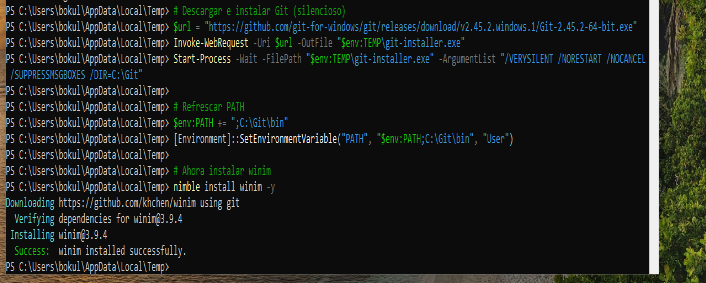 PS C:\Users\bokul\AppData\Local\Temp> # Descargar e instalar Git (silencioso)
PS C:\Users\bokul\AppData\Local\Temp> $url = "https://github.com/git-for-windows/git/releases/download/v2.45.2.windows.1/Git-2.45.2-64-bit.exe"
PS C:\Users\bokul\AppData\Local\Temp> Invoke-WebRequest -Uri $url -OutFile "$env:TEMP\git-installer.exe"
PS C:\Users\bokul\AppData\Local\Temp> Start-Process -Wait -FilePath "$env:TEMP\git-installer.exe" -ArgumentList "/VERYSILENT /NORESTART /NOCANCEL
/SUPPRESSMSGBOXES /DIR=C:\Git"
PS C:\Users\bokul\AppData\Local\Temp>
PS C:\Users\bokul\AppData\Local\Temp> # Refrescar PATH
PS C:\Users\bokul\AppData\Local\Temp> $env:PATH += ";C:\Git\bin"
PS C:\Users\bokul\AppData\Local\Temp> [Environment]::SetEnvironmentVariable("PATH", "$env:PATH;C:\Git\bin", "User")
PS C:\Users\bokul\AppData\Local\Temp>
PS C:\Users\bokul\AppData\Local\Temp> # Ahora instalar winim
PS C:\Users\bokul\AppData\Local\Temp> nimble install winim -y
Downloading https://github.com/khchen/winim using git
Verifying dependencies for winim@3.9.4
Installing winim@3.9.4
Success: winim installed successfully.
PS C:\Users\bokul\AppData\Local\Temp>